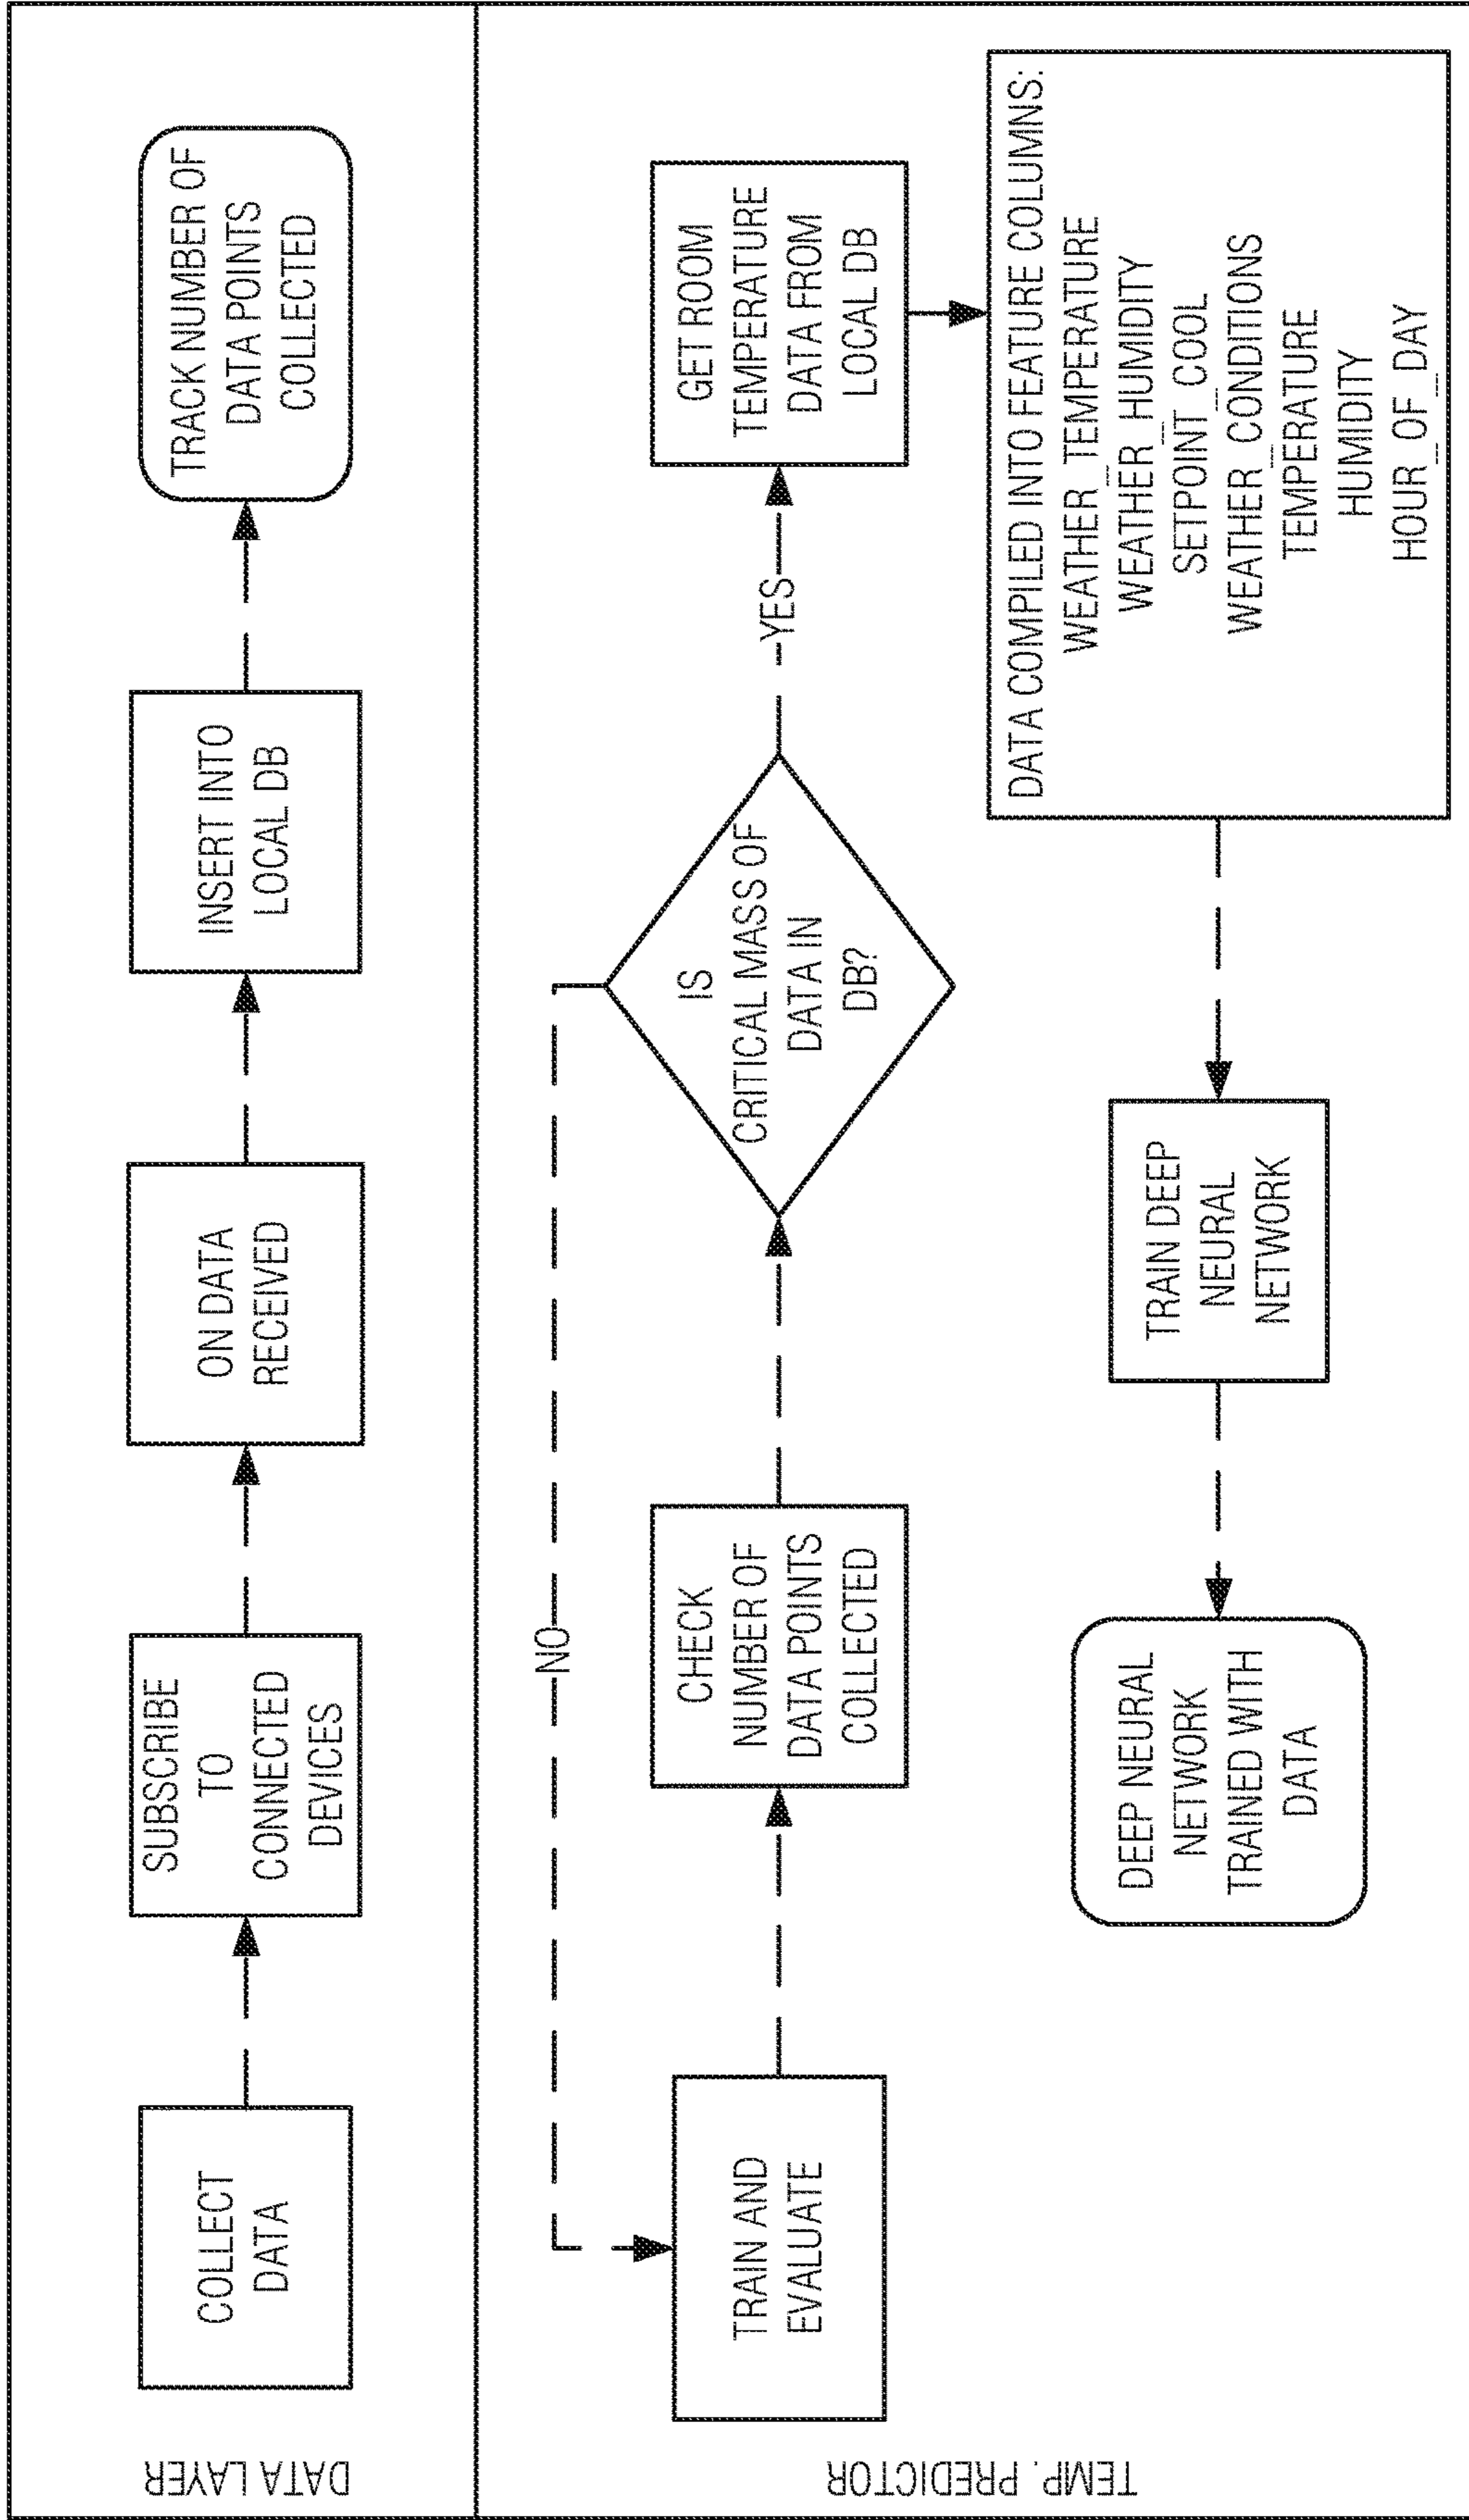 DATA LAYER
COLLECT
DATA
SUBSCRIBE
TO
CONNECTED
DEVICES
ON DATA
RECEIVED
INSERT INTO
LOCAL DB
TRACK NUMBER OF
DATA POINTS
COLLECTED
TEMP. PREDICTOR
NO
TRAIN AND
EVALUATE
CHECK
NUMBER OF
DATA POINTS
COLLECTED
IS
CRITICAL MASS OF
DATA IN
DB?
YES
GET ROOM
TEMPERATURE
DATA FROM
LOCAL DB
DATA COMPILED INTO FEATURE COLUMNS:
WEATHER_TEMPERATURE
WEATHER_HUMIDITY
SETPOINT_COOL
WEATHER_CONDITIONS
TEMPERATURE
HUMIDITY
HOUR_OF_DAY
TRAIN DEEP
NEURAL
NETWORK
DEEP NEURAL
NETWORK
TRAINED WITH
DATA